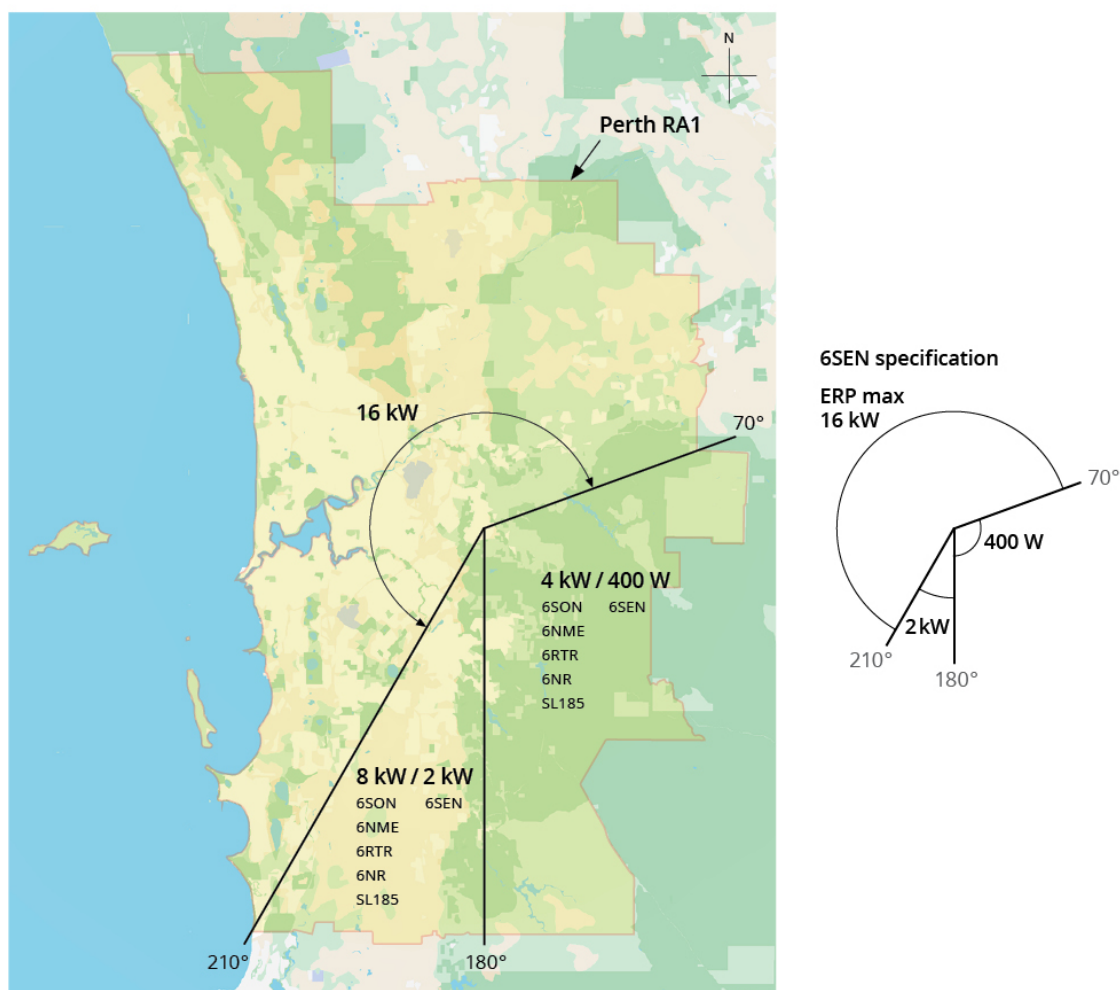 N
Perth RA1
16 kW
70°
4 kW / 400 W
6SON 6SEN
6NME
6RTR
6NR
SL185
8 kW / 2 kW
6SON 6SEN
6NME
6RTR
6NR
SL185
210°
180°
6SEN specification
ERP max
16 kW
70°
400 W
2 kW
210°
180°